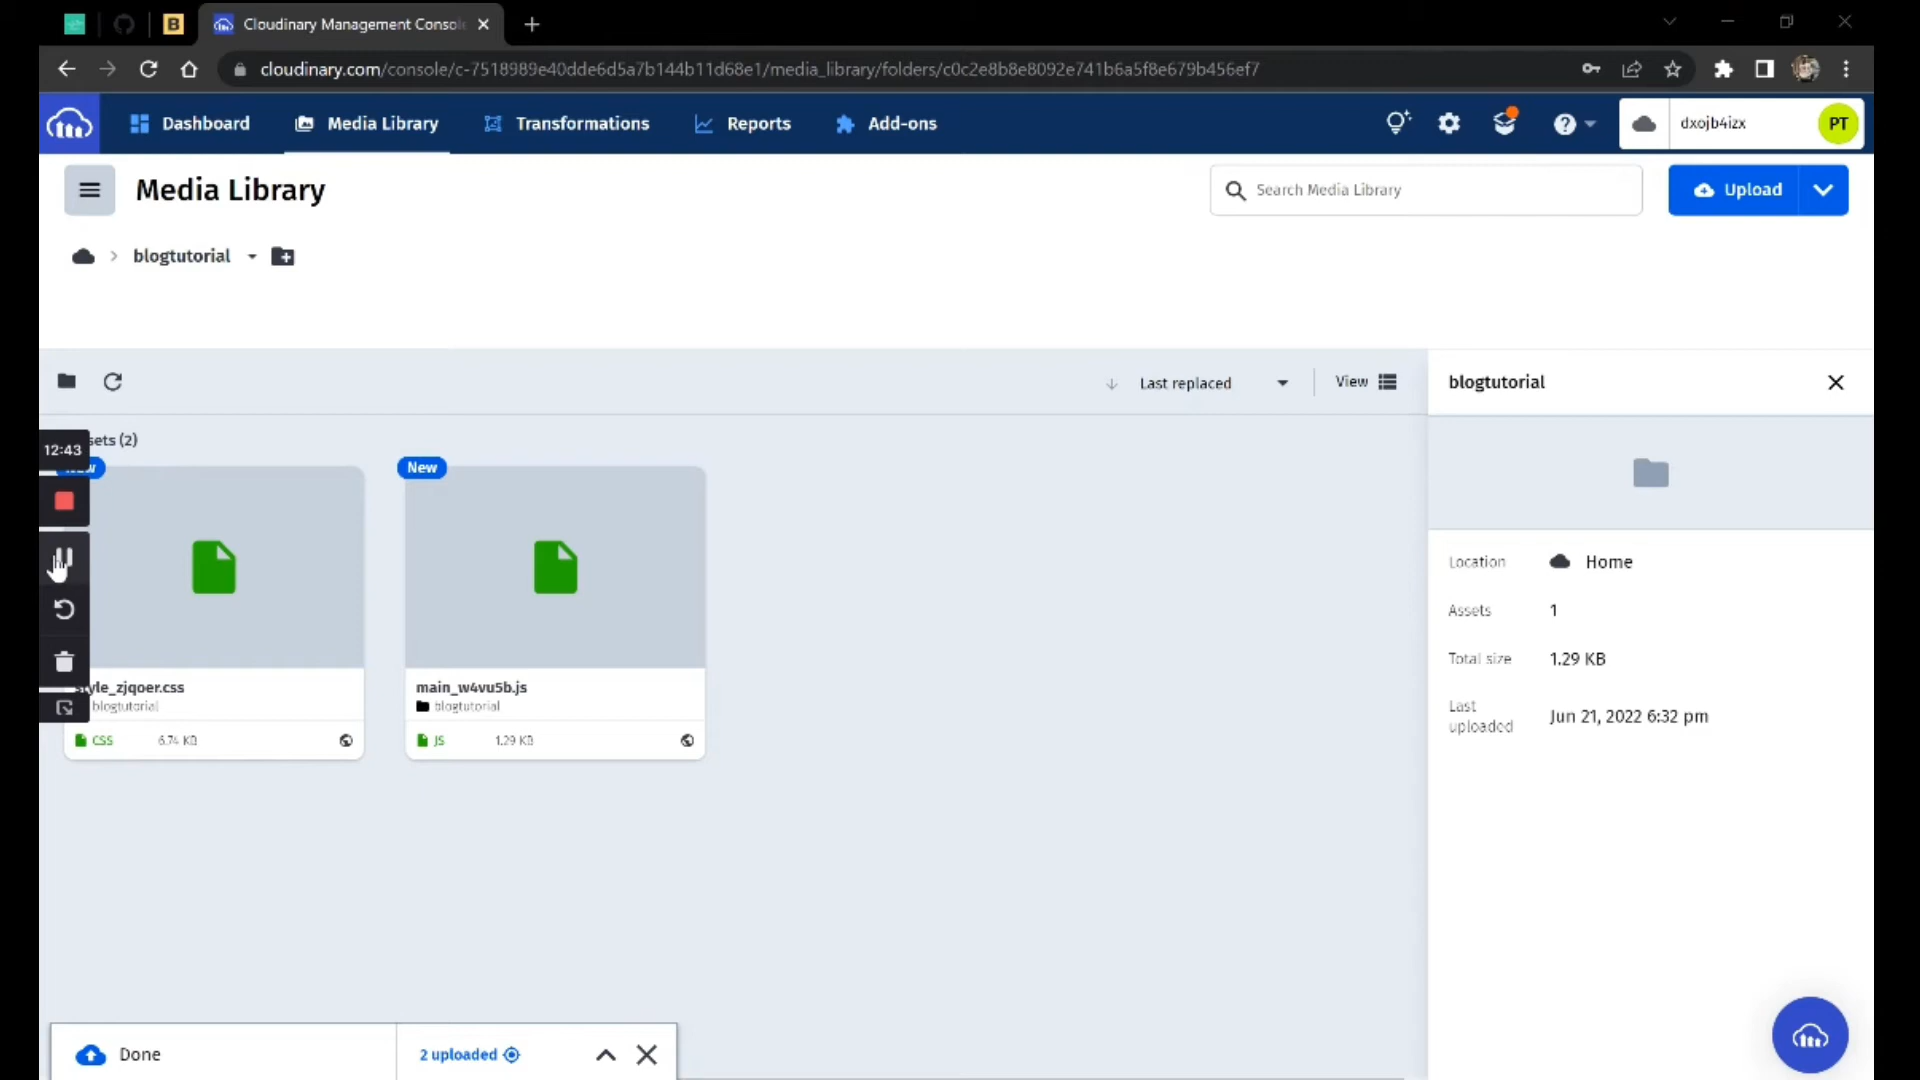 B
Cloudinary Management Consol
cloudinary.com/console/c-7518989e40dde6d5a7b144b11d68e1/media_library/folders/c0c2e8b8e8092e741b6a5f8e679b456ef7
Dashboard
Media Library
Transformations
Reports
Add-ons
dxojb4izx
PT
Media Library
Search Media Library
Upload
blogtutorial
Last replaced
View
blogtutorial
12:43
sets (2)
New
style_zjqoer.css
blogtutorial
CSS 6.74 KB
main_w4vu5b.js
blogtutorial
JS 1.29 KB
Location Home
Assets 1
Total size 1.29 KB
Last
uploaded
Jun 21, 2022 6:32 pm
Done
2 uploaded